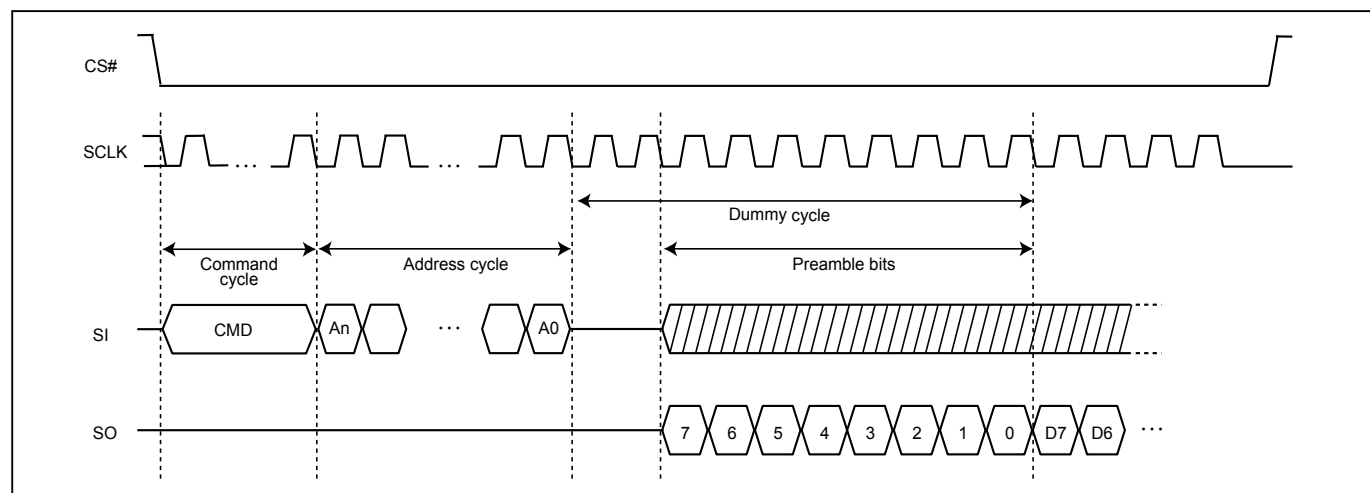 CS#
SCLK
... ...
Dummy cycle
Command cycle
Address cycle
Preamble bits
SI
CMD
An
...
A0
SO
7 6 5 4 3 2 1 0 D7 D6 ...